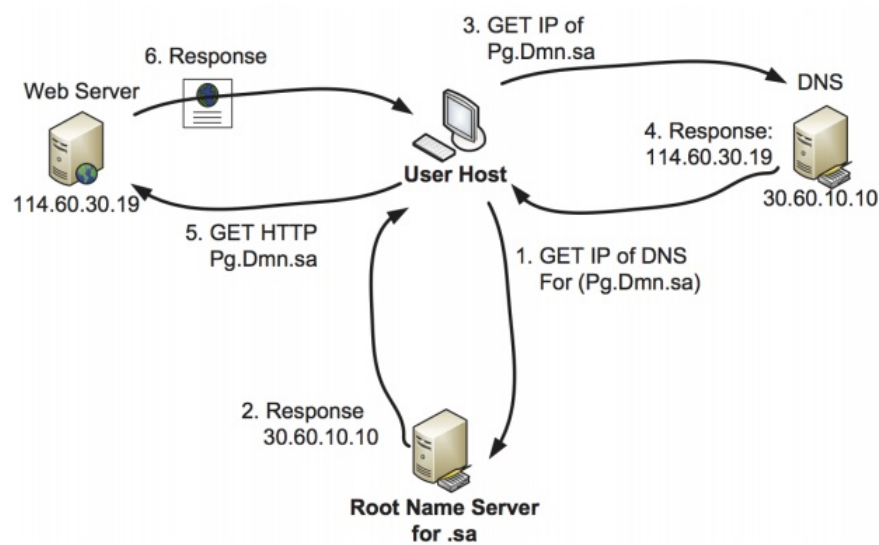 3. GET IP of
Pg.Dmn.sa
6. Response
Web Server
DNS
4. Response:
114.60.30.19
User Host
114.60.30.19
30.60.10.10
5. GET HTTP
Pg.Dmn.sa
1. GET IP of DNS
For (Pg.Dmn.sa)
2. Response
30.60.10.10
Root Name Server
for .sa